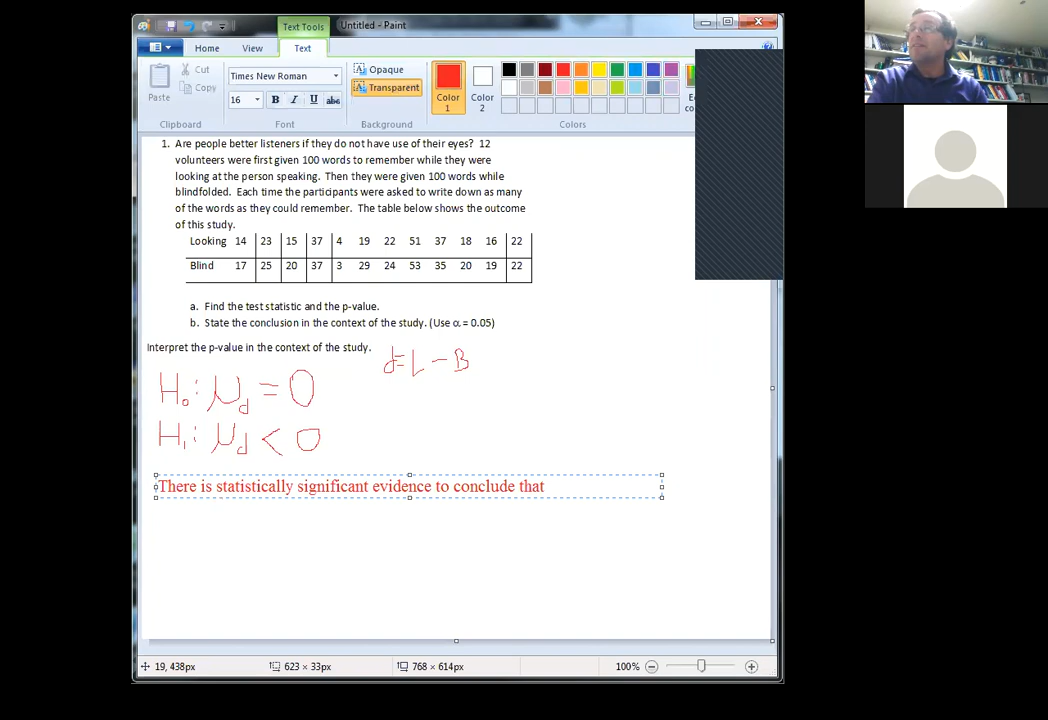 Text Tools
Untitled - Paint
Home View Text
Cut
Copy
Paste
Times New Roman
16 B I U abc
Opaque
Transparent
Color 1
Color 2
Clipboard Font Background Colors
1. Are people better listeners if they do not have use of their eyes? 12
volunteers were first given 100 words to remember while they were
looking at the person speaking. Then they were given 100 words while
blindfolded. Each time the participants were asked to write down as many
of the words as they could remember. The table below shows the outcome
of this study.
Looking 14 23 15 37 4 19 22 51 37 18 16 22
Blind 17 25 20 37 3 29 24 53 35 20 19 22
a. Find the test statistic and the p-value.
b. State the conclusion in the context of the study. (Use α = 0.05)
Interpret the p-value in the context of the study.
d=L-B
H₀: μd = 0
H₁: μd < 0
There is statistically significant evidence to conclude that
19, 438px
623 × 33px
768 × 614px
100%